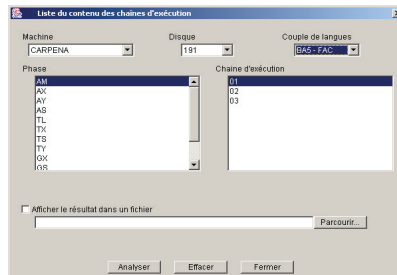 Liste du contenu des chaînes d'exécution
Machine Disque Couple de langues
CARPENA 191 BA5 - FAC
Phase Chaîne d'exécution
AM 01
AX 02
AY 03
AS
TL
TX
TS
TY
GX
GS
Afficher le résultat dans un fichier
Parcourir...
Analyser Effacer Fermer